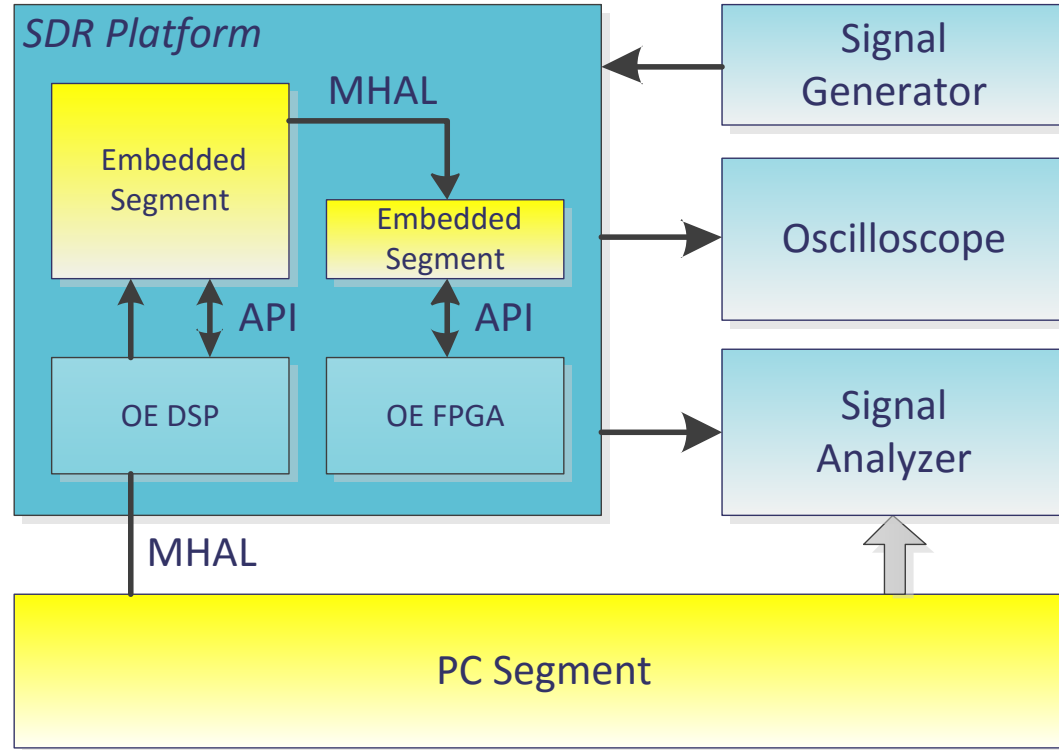 SDR Platform
MHAL
Embedded
Segment
Embedded
Segment
API
API
OE DSP
OE FPGA
MHAL
Signal
Generator
Oscilloscope
Signal
Analyzer
PC Segment